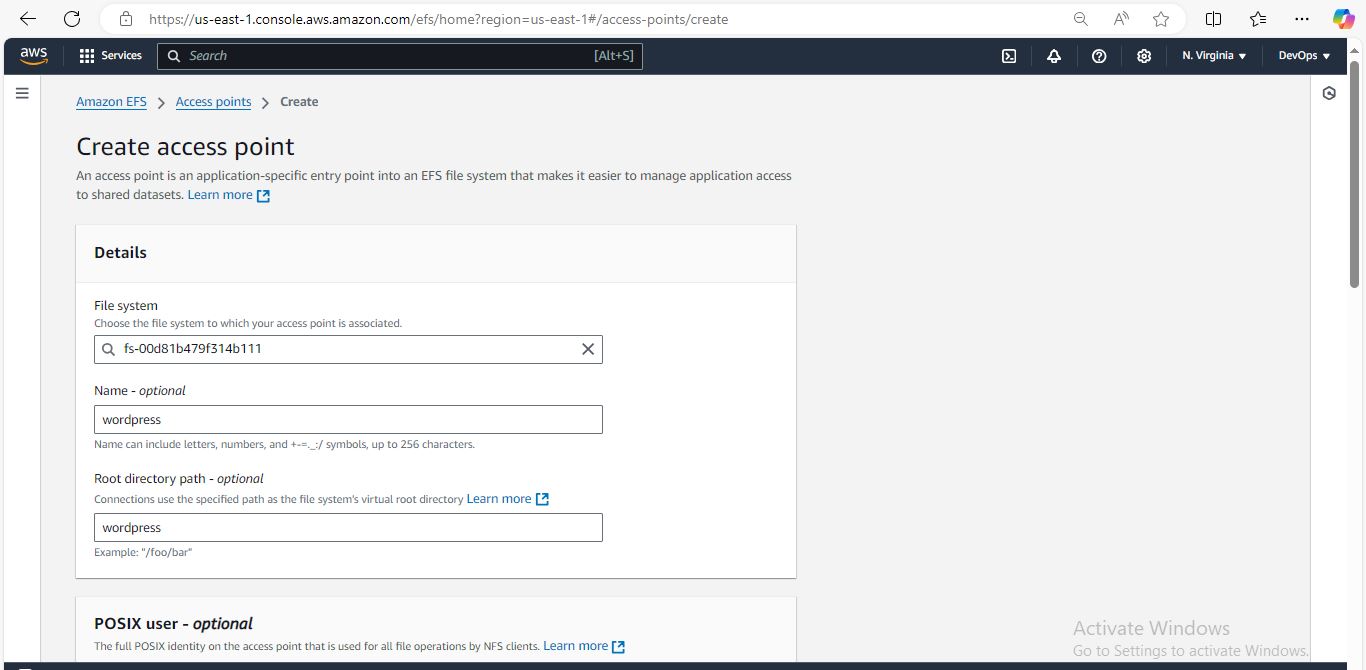 https://us-east-1.console.aws.amazon.com/efs/home?region=us-east-1#/access-points/create
aws
Services
Search
[Alt+S]
N. Virginia
DevOps
Amazon EFS
Access points
Create
Create access point
An access point is an application-specific entry point into an EFS file system that makes it easier to manage application access
to shared datasets. Learn more
Details
File system
Choose the file system to which your access point is associated.
fs-00d81b479f314b111
Name - optional
wordpress
Name can include letters, numbers, and +-=._:/ symbols, up to 256 characters.
Root directory path - optional
Connections use the specified path as the file system's virtual root directory Learn more
wordpress
Example: "/foo/bar"
POSIX user - optional
The full POSIX identity on the access point that is used for all file operations by NFS clients. Learn more
Activate Windows
Go to Settings to activate Windows.